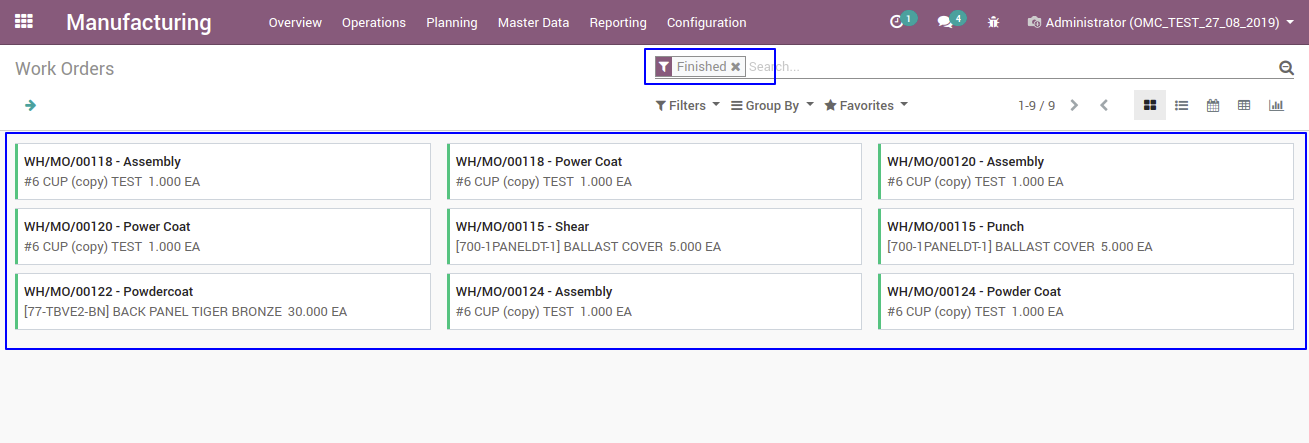 Manufacturing Overview Operations Planning Master Data Reporting Configuration 1 4 Administrator (OMC_TEST_27_08_2019)
Work Orders Finished Search...
Filters Group By Favorites 1-9 / 9
WH/MO/00118 - Assembly
#6 CUP (copy) TEST 1.000 EA
WH/MO/00118 - Power Coat
#6 CUP (copy) TEST 1.000 EA
WH/MO/00120 - Assembly
#6 CUP (copy) TEST 1.000 EA
WH/MO/00120 - Power Coat
#6 CUP (copy) TEST 1.000 EA
WH/MO/00115 - Shear
[700-1PANELDT-1] BALLAST COVER 5.000 EA
WH/MO/00115 - Punch
[700-1PANELDT-1] BALLAST COVER 5.000 EA
WH/MO/00122 - Powdercoat
[77-TBVE2-BN] BACK PANEL TIGER BRONZE 30.000 EA
WH/MO/00124 - Assembly
#6 CUP (copy) TEST 1.000 EA
WH/MO/00124 - Powder Coat
#6 CUP (copy) TEST 1.000 EA